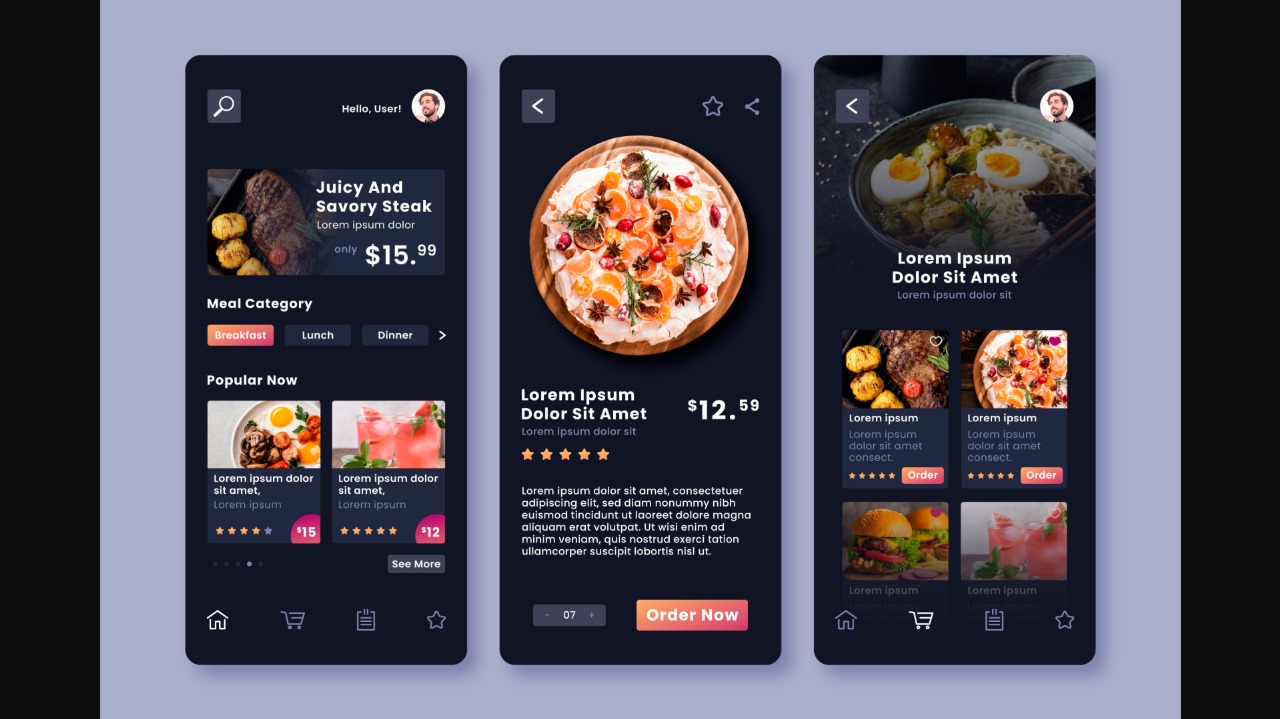 Hello, User!
Juicy And
Savory Steak
Lorem ipsum dolor
only $15.99
Meal Category
Breakfast
Lunch
Dinner
Popular Now
Lorem ipsum dolor
sit amet,
Lorem ipsum
$15
Lorem ipsum dolor
sit amet,
Lorem ipsum
$12
See More
Lorem Ipsum
Dolor Sit Amet
$12.59
Lorem ipsum dolor sit
Lorem ipsum dolor sit amet, consectetuer
adipiscing elit, sed diam nonummy nibh
euismod tincidunt ut laoreet dolore magna
aliquam erat volutpat. Ut wisi enim ad
minim veniam, quis nostrud exerci tation
ullamcorper suscipit lobortis nisl ut.
- 07 +
Order Now
Lorem Ipsum
Dolor Sit Amet
Lorem ipsum dolor sit
Lorem ipsum
Lorem ipsum
dolor sit amet
consect.
Order
Lorem ipsum
Lorem ipsum
dolor sit amet
consect.
Order
Lorem ipsum
Lorem ipsum